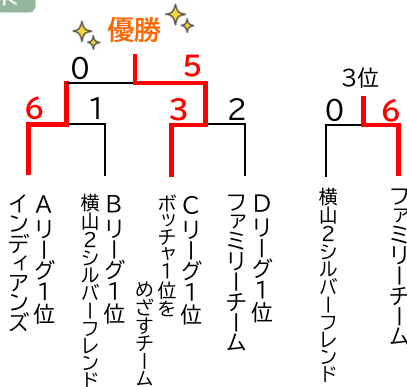 ド
優勝
0 5
3位
6 1 3 2
0 6
Aリーグ1位
インディアンズ
Bリーグ1位
横山2シルバーフレンド
Cリーグ1位
ボッチャ1位を
めざすチーム
Dリーグ1位
ファミリーチーム
横山2シルバーフレンド
ファミリーチーム